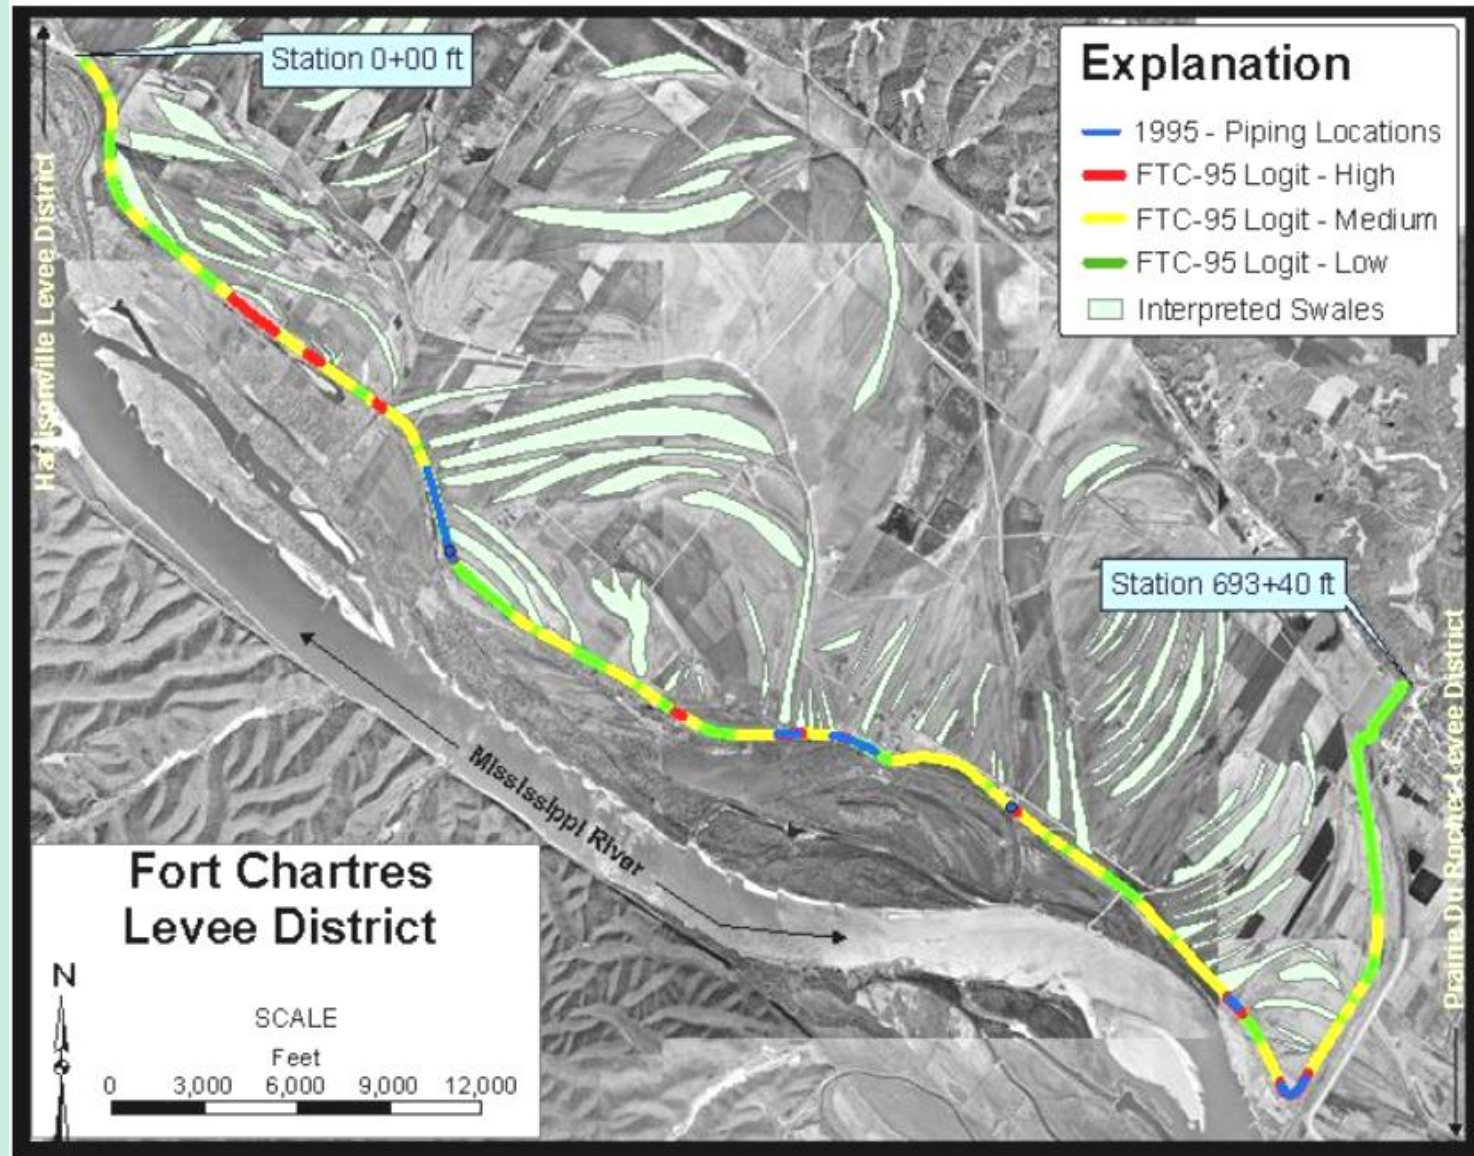 Station 0+00 ft
Explanation
1995 - Piping Locations
FTC-95 Logit - High
FTC-95 Logit - Medium
FTC-95 Logit - Low
Interpreted Swales
Harrisonville Levee District
Station 693+40 ft
Prairie Du Rocher Levee District
Mississippi River
Fort Chartres
Levee District
N
SCALE
Feet
0 3,000 6,000 9,000 12,000